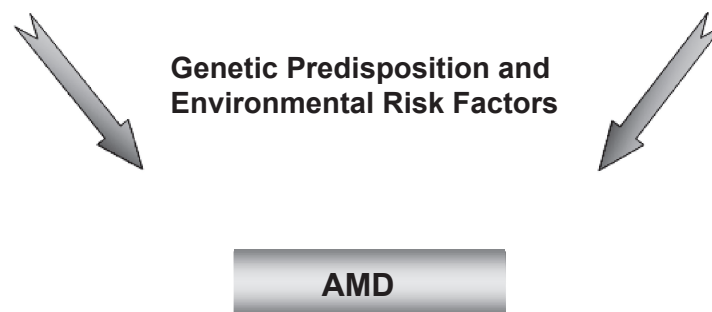 Genetic Predisposition and
Environmental Risk Factors
AMD